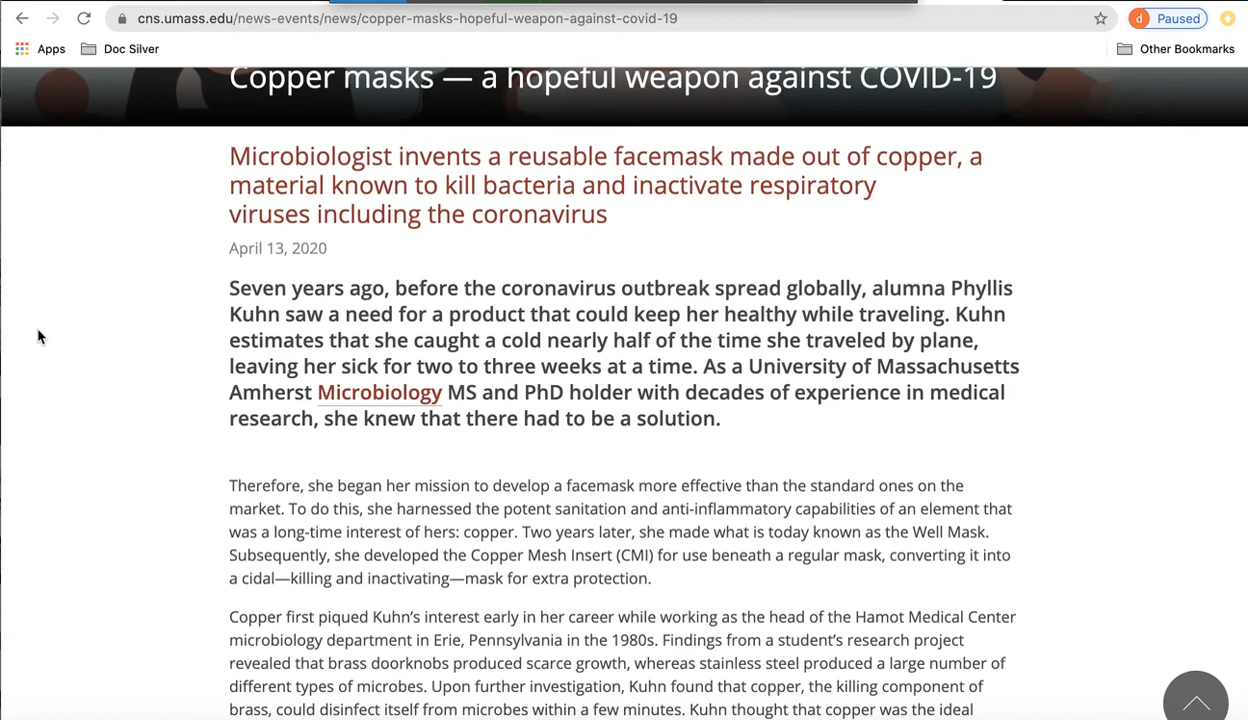 cns.umass.edu/news-events/news/copper-masks-hopeful-weapon-against-covid-19
d Paused
Apps Doc Silver Other Bookmarks
Copper masks — a hopeful weapon against COVID-19
Microbiologist invents a reusable facemask made out of copper, a
material known to kill bacteria and inactivate respiratory
viruses including the coronavirus
April 13, 2020
Seven years ago, before the coronavirus outbreak spread globally, alumna Phyllis
Kuhn saw a need for a product that could keep her healthy while traveling. Kuhn
estimates that she caught a cold nearly half of the time she traveled by plane,
leaving her sick for two to three weeks at a time. As a University of Massachusetts
Amherst Microbiology MS and PhD holder with decades of experience in medical
research, she knew that there had to be a solution.
Therefore, she began her mission to develop a facemask more effective than the standard ones on the
market. To do this, she harnessed the potent sanitation and anti-inflammatory capabilities of an element that
was a long-time interest of hers: copper. Two years later, she made what is today known as the Well Mask.
Subsequently, she developed the Copper Mesh Insert (CMI) for use beneath a regular mask, converting it into
a cidal—killing and inactivating—mask for extra protection.
Copper first piqued Kuhn’s interest early in her career while working as the head of the Hamot Medical Center
microbiology department in Erie, Pennsylvania in the 1980s. Findings from a student’s research project
revealed that brass doorknobs produced scarce growth, whereas stainless steel produced a large number of
different types of microbes. Upon further investigation, Kuhn found that copper, the killing component of
brass, could disinfect itself from microbes within a few minutes. Kuhn thought that copper was the ideal